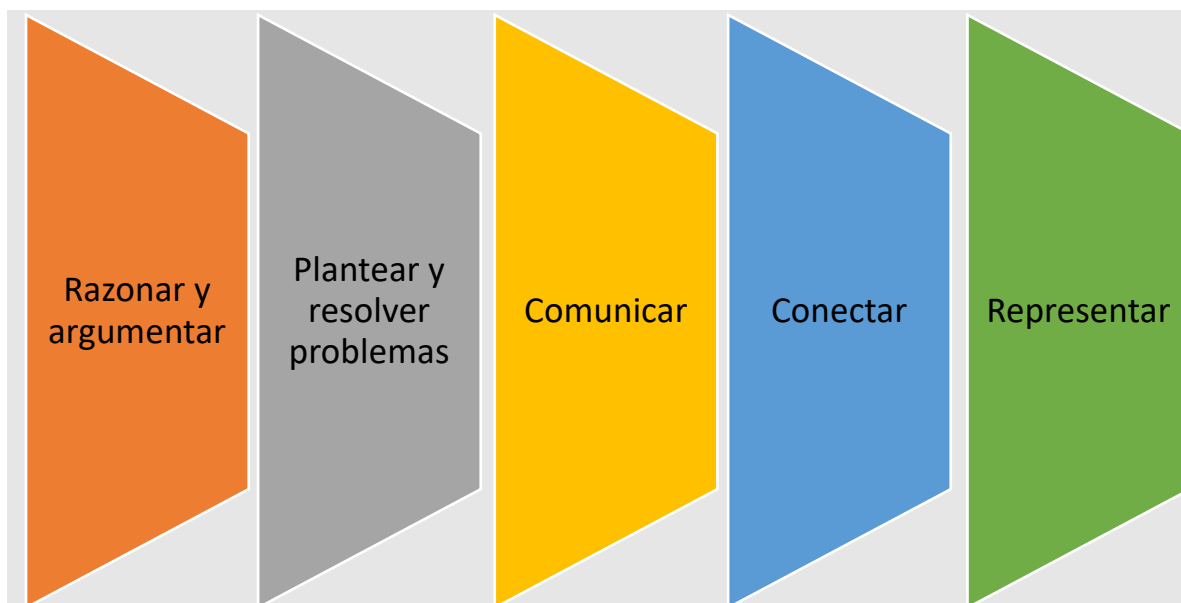 Razonar y
argumentar
Plantear y
resolver
problemas
Comunicar
Conectar
Representar